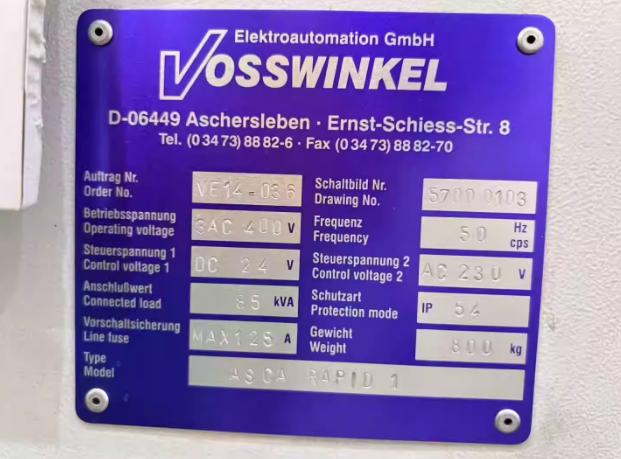 Elektroautomation GmbH
VOSSWINKEL
D-06449 Aschersleben · Ernst-Schiess-Str. 8
Tel. (0 34 73) 88 82-6 · Fax (0 34 73) 88 82-70
Auftrag Nr.
Order No.
VE14-036
Schaltbild Nr.
Drawing No.
5700 0103
Betriebsspannung
Operating voltage
3AC 400 V
Frequenz
Frequency
50 Hz
cps
Steuerspannung 1
Control voltage 1
DC 24 V
Steuerspannung 2
Control voltage 2
AC 230 V
Anschlußwert
Connected load
85 kVA
Schutzart
Protection mode
IP 54
Vorschaltsicherung
Line fuse
MAX125 A
Gewicht
Weight
800 kg
Type
Model
ASCA RAPID 1